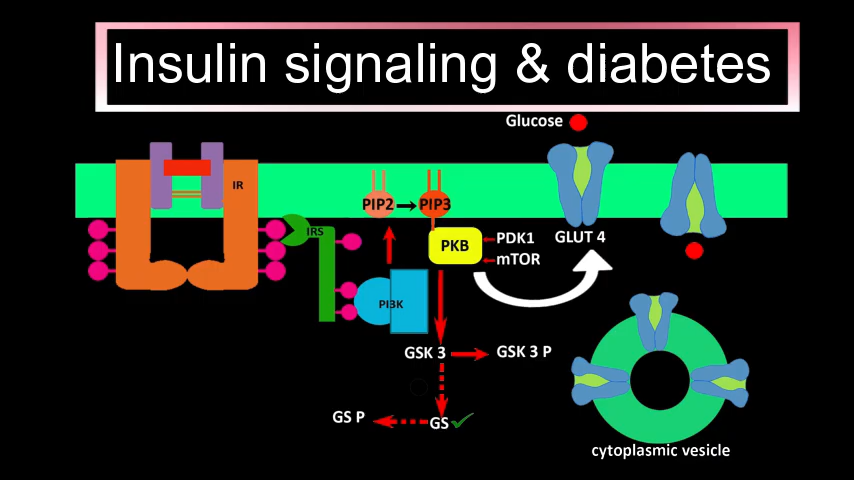 Insulin signaling & diabetes
Glucose
IR
PIP2
PIP3
IRS
PKB
PDK1
mTOR
GLUT 4
PI3K
GSK 3
GSK 3 P
GS P
GS
cytoplasmic vesicle